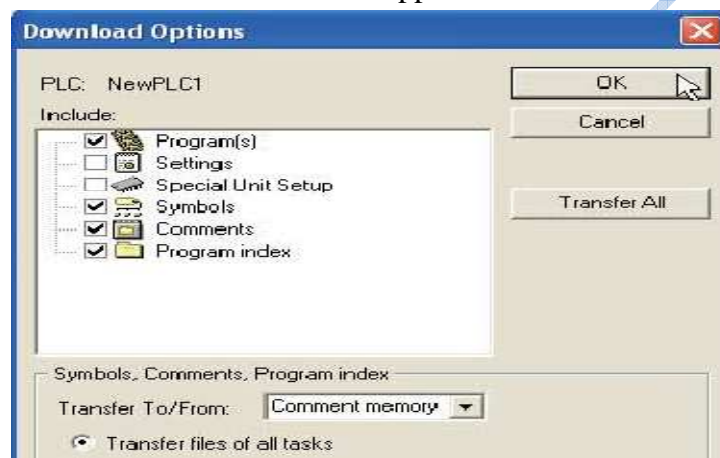 Download Options
PLC: NewPLC1
OK
Include:
Cancel
Program(s)
Settings
Special Unit Setup
Transfer All
Symbols
Comments
Program index
Symbols, Comments, Program index
Transfer To/From: Comment memory
Transfer files of all tasks